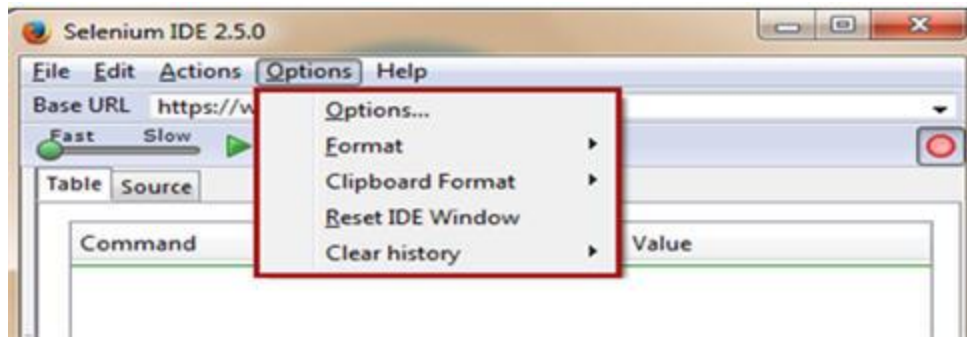 Selenium IDE 2.5.0
File Edit Actions Options Help
Base URL https://w
Options...
Fast Slow
Format
Table Source
Clipboard Format
Reset IDE Window
Command Value
Clear history